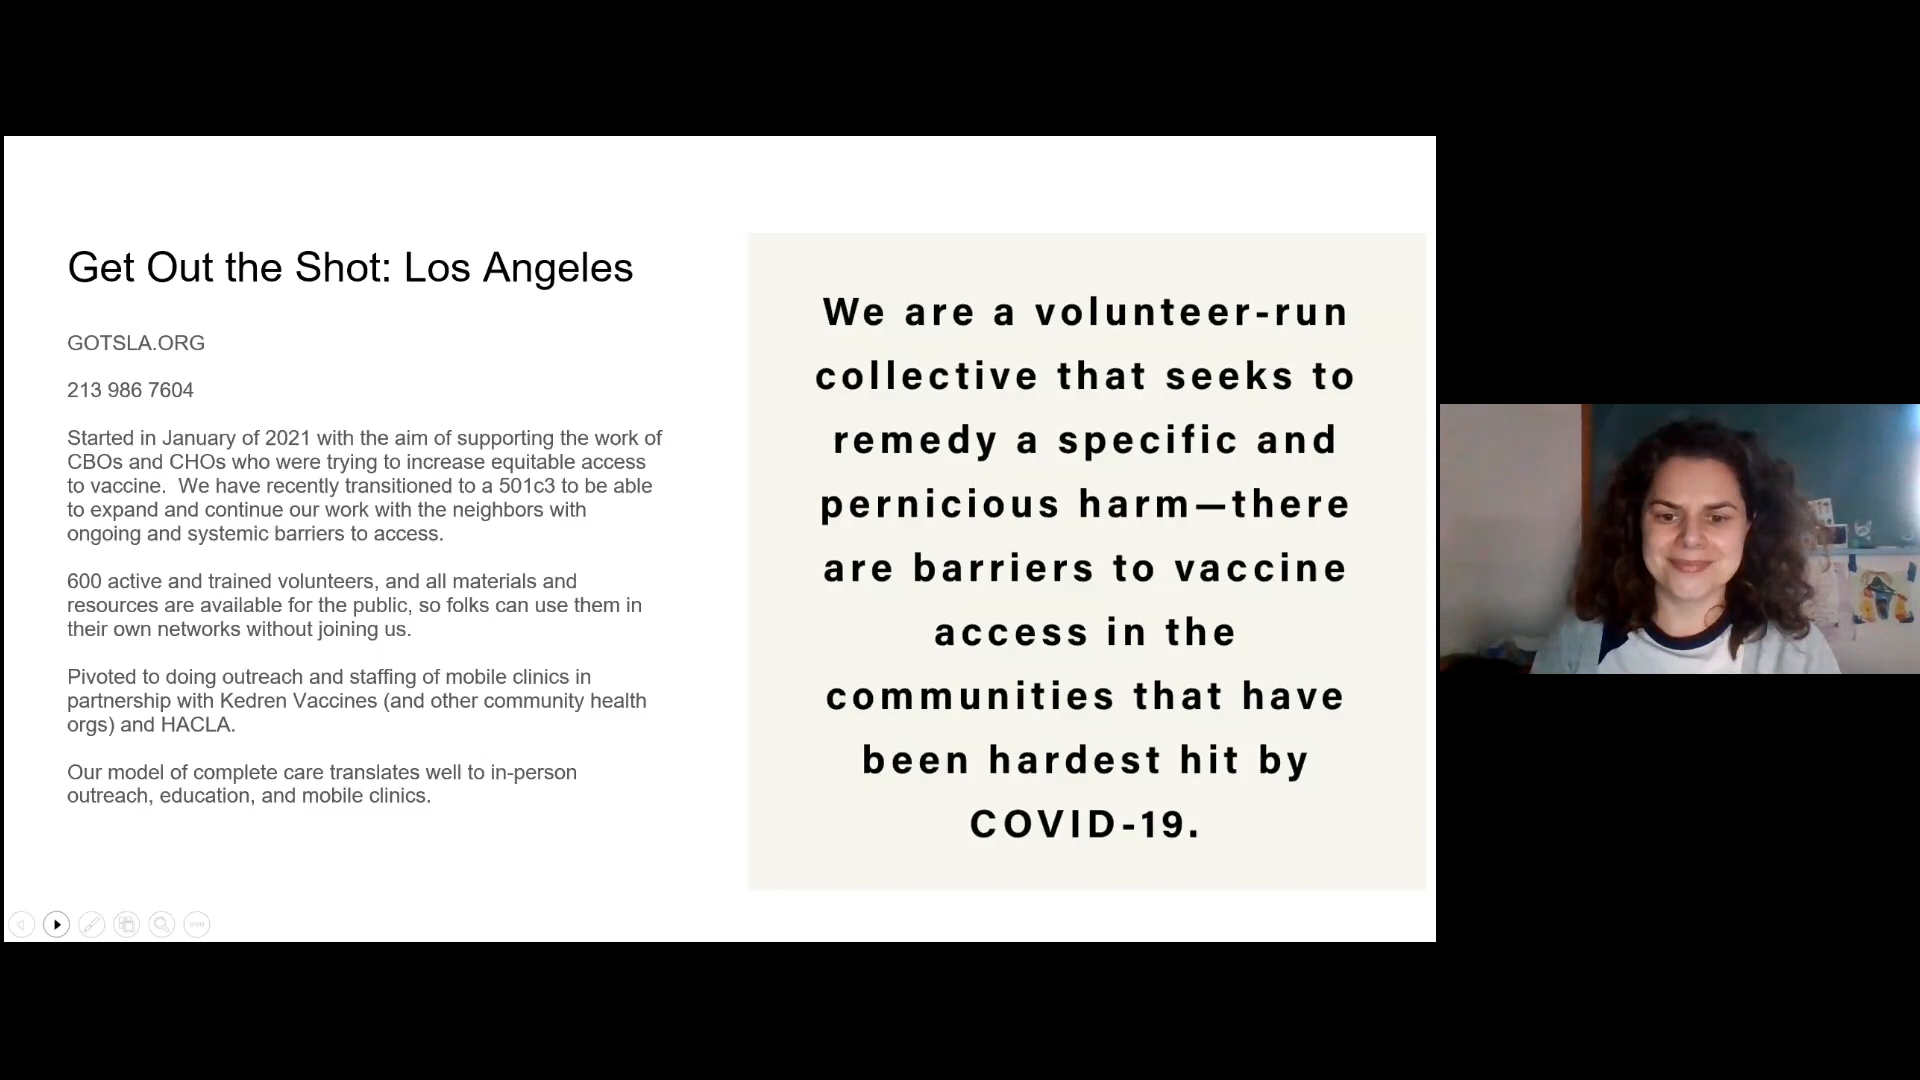 Get Out the Shot: Los Angeles
GOTSLA.ORG
213 986 7604
Started in January of 2021 with the aim of supporting the work of
CBOs and CHOs who were trying to increase equitable access
to vaccine.  We have recently transitioned to a 501c3 to be able
to expand and continue our work with the neighbors with
ongoing and systemic barriers to access.
600 active and trained volunteers, and all materials and
resources are available for the public, so folks can use them in
their own networks without joining us.
Pivoted to doing outreach and staffing of mobile clinics in
partnership with Kedren Vaccines (and other community health
orgs) and HACLA.
Our model of complete care translates well to in-person
outreach, education, and mobile clinics.
We are a volunteer-run
collective that seeks to
remedy a specific and
pernicious harm—there
are barriers to vaccine
access in the
communities that have
been hardest hit by
COVID-19.